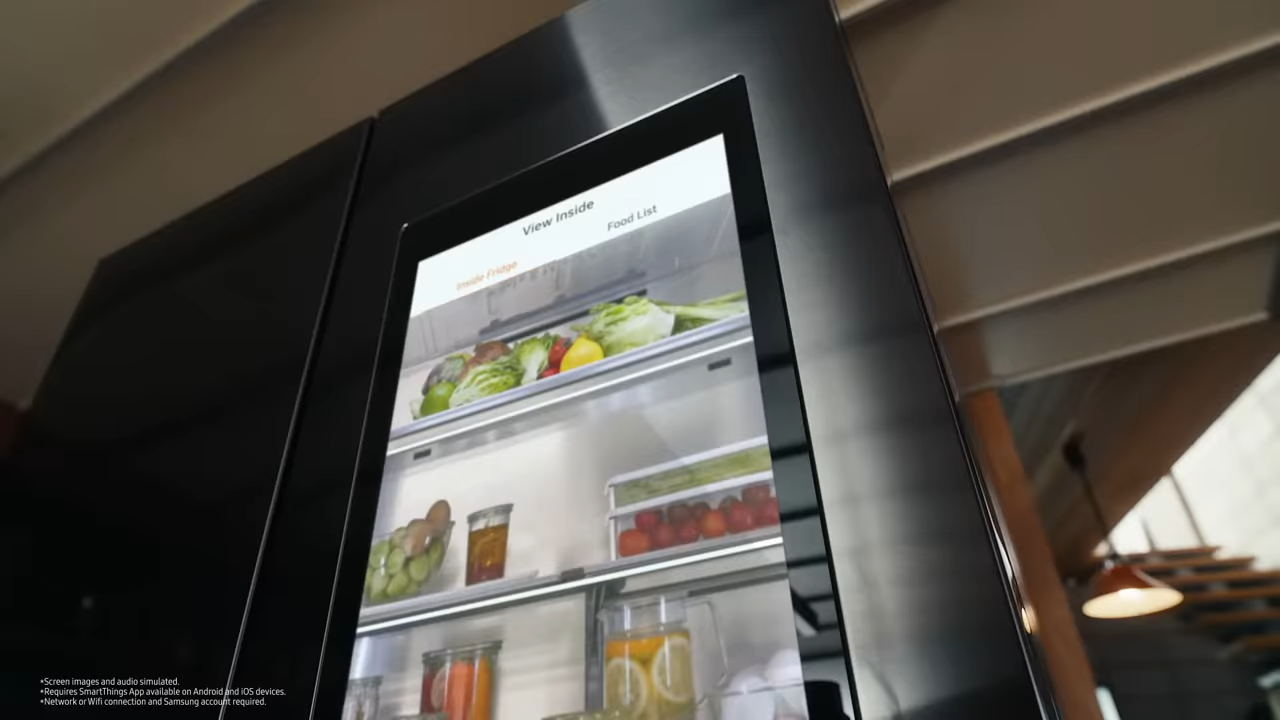 View Inside
Inside Fridge
Food List
*Screen images and audio simulated.
*Requires SmartThings App available on Android and iOS devices.
*Network or Wifi connection and Samsung account required.